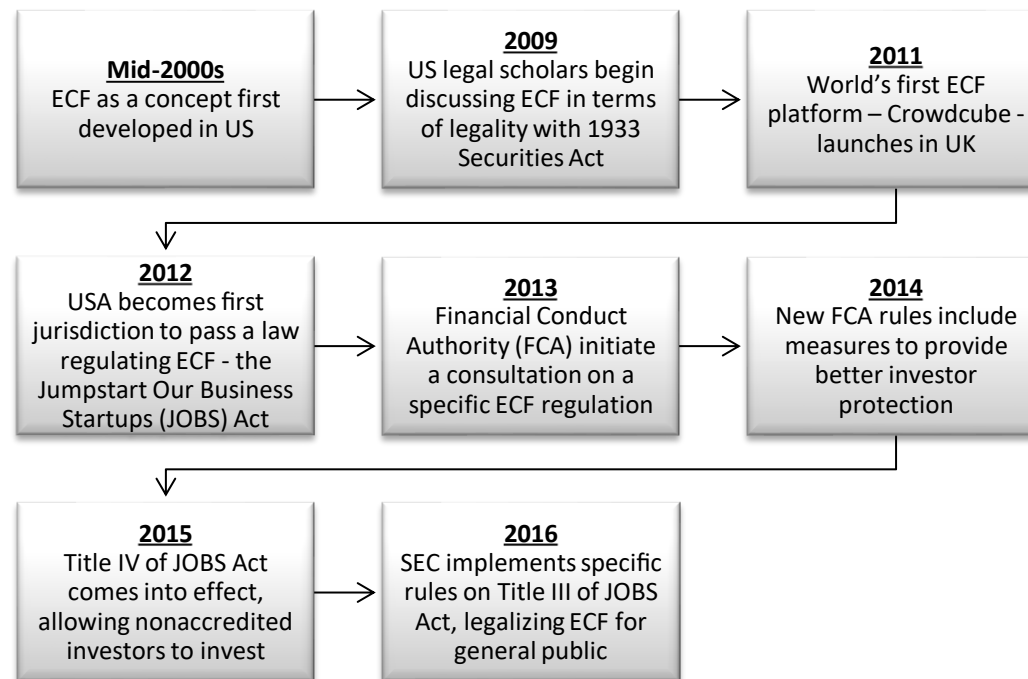 Mid-2000s
ECF as a concept first
developed in US
2009
US legal scholars begin
discussing ECF in terms
of legality with 1933
Securities Act
2011
World’s first ECF
platform – Crowdcube -
launches in UK
2012
USA becomes first
jurisdiction to pass a law
regulating ECF - the
Jumpstart Our Business
Startups (JOBS) Act
2013
Financial Conduct
Authority (FCA) initiate
a consultation on a
specific ECF regulation
2014
New FCA rules include
measures to provide
better investor
protection
2015
Title IV of JOBS Act
comes into effect,
allowing nonaccredited
investors to invest
2016
SEC implements specific
rules on Title III of JOBS
Act, legalizing ECF for
general public